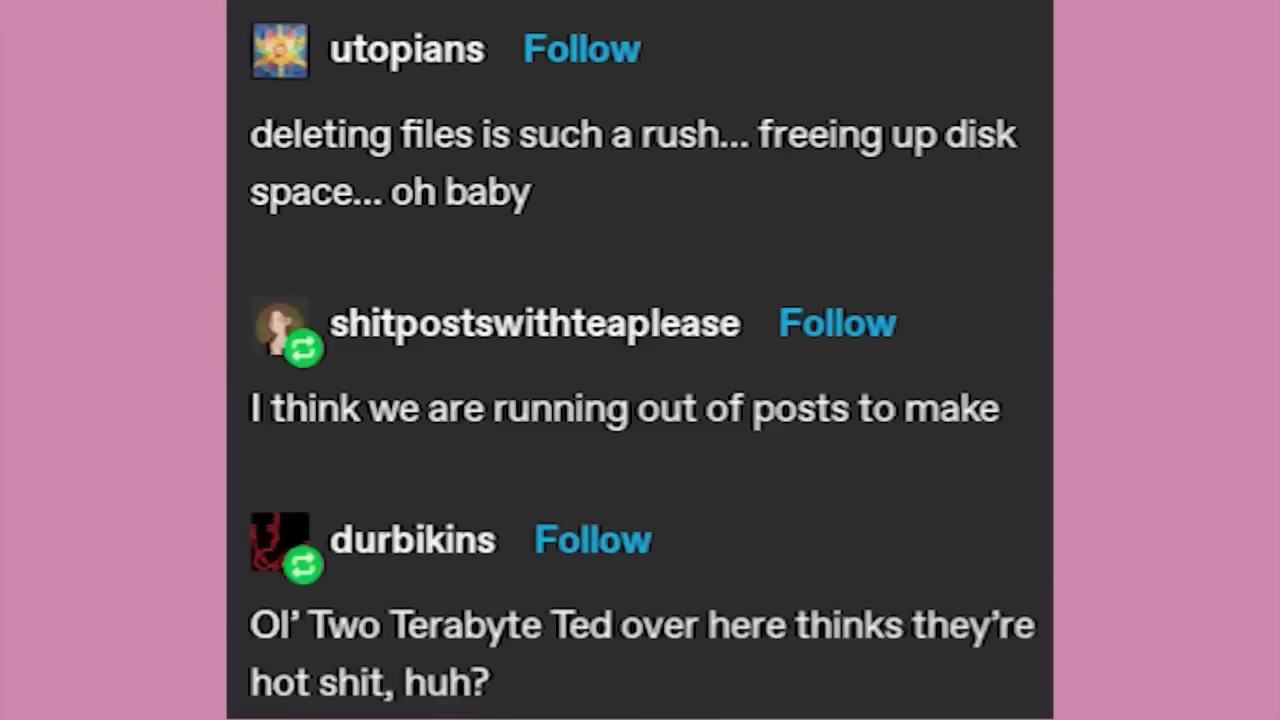 utopians Follow
deleting files is such a rush... freeing up disk
space... oh baby
shitpostswithteaplease Follow
I think we are running out of posts to make
durbikins Follow
Ol’ Two Terabyte Ted over here thinks they’re
hot shit, huh?